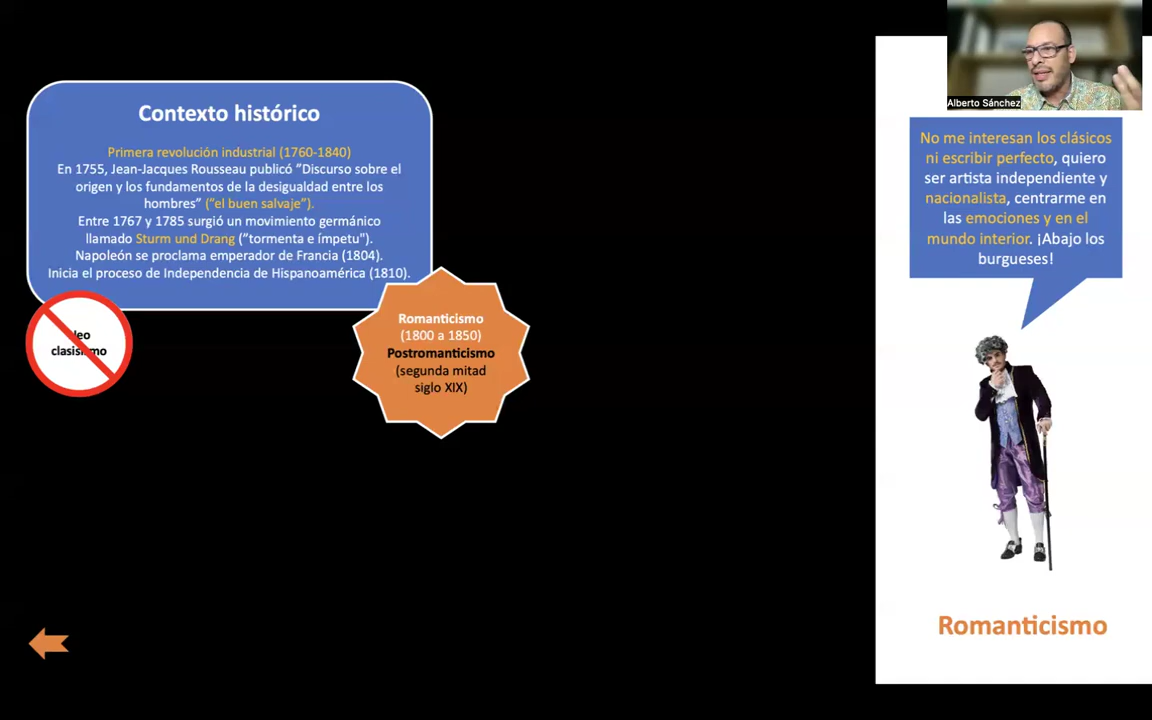 Contexto histórico
Primera revolución industrial (1760-1840)
En 1755, Jean-Jacques Rousseau publicó "Discurso sobre el
origen y los fundamentos de la desigualdad entre los
hombres" ("el buen salvaje").
Entre 1767 y 1785 surgió un movimiento germánico
llamado Sturm und Drang ("tormenta e ímpetu").
Napoleón se proclama emperador de Francia (1804).
Inicia el proceso de Independencia de Hispanoamérica (1810).
Neo
clasisismo
Romanticismo
(1800 a 1850)
Postromanticismo
(segunda mitad
siglo XIX)
Alberto Sánchez
No me interesan los clásicos
ni escribir perfecto, quiero
ser artista independiente y
nacionalista, centrarme en
las emociones y en el
mundo interior. ¡Abajo los
burgueses!
Romanticismo